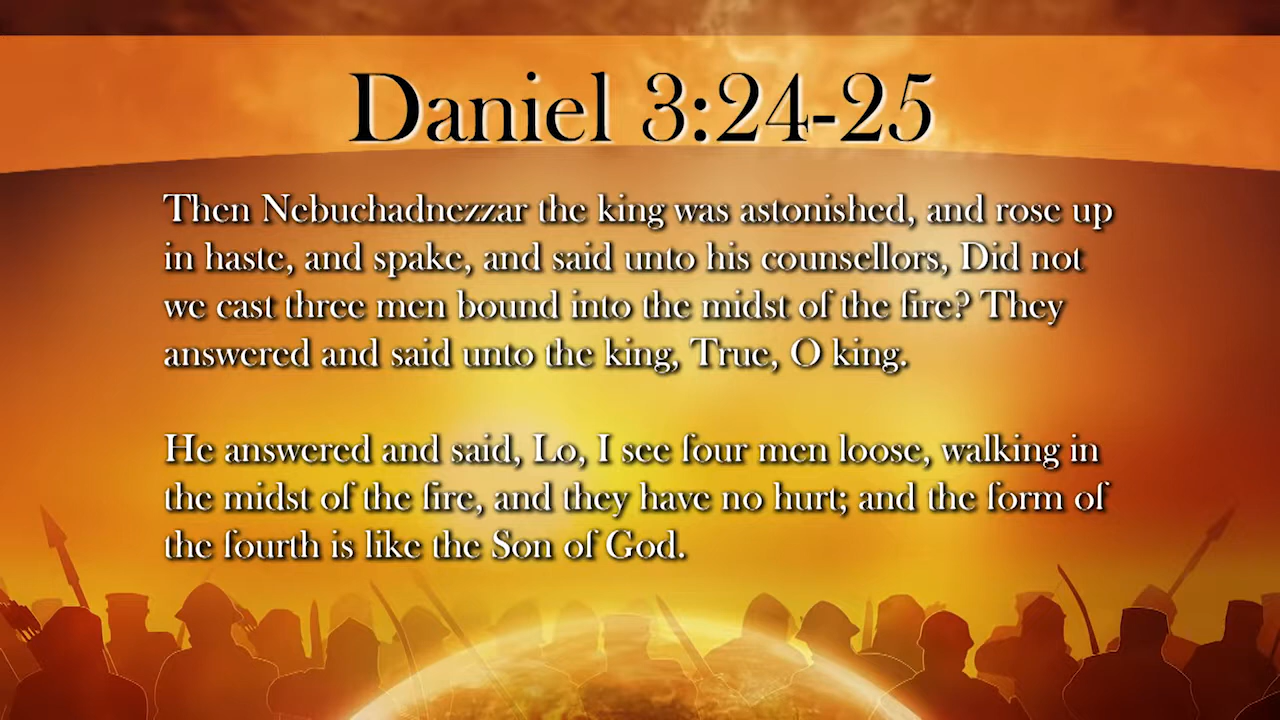 Daniel 3:24-25
Then Nebuchadnezzar the king was astonished, and rose up
in haste, and spake, and said unto his counsellors, Did not
we cast three men bound into the midst of the fire? They
answered and said unto the king, True, O king.
He answered and said, Lo, I see four men loose, walking in
the midst of the fire, and they have no hurt; and the form of
the fourth is like the Son of God.